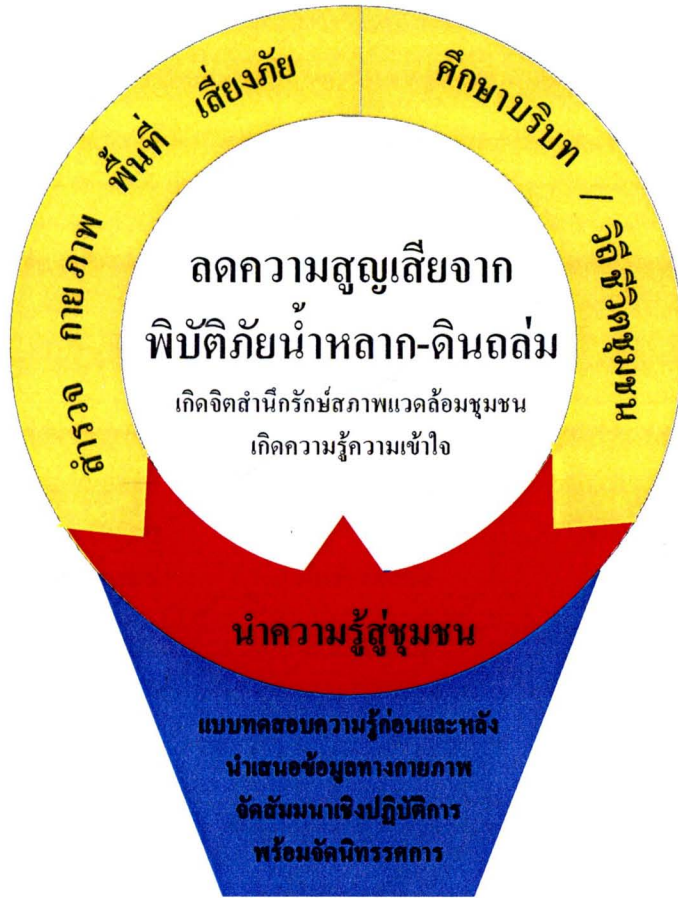 สำรวจ กาย ภาพ พื้นที่ เสี่ยงภัย
ศึกษาบริบท / วิถีชีวิตชุมชน
ลดความสูญเสียจาก
พิบัติภัยน้ำหลาก-ดินถล่ม
เกิดจิตสำนึกรักษ์สภาพแวดล้อมชุมชน
เกิดความรู้ความเข้าใจ
นำความรู้สู่ชุมชน
แบบทดสอบความรู้ก่อนและหลัง
นำเสนอข้อมูลทางกายภาพ
จัดสัมมนาเชิงปฏิบัติการ
พร้อมจัดนิทรรศการ